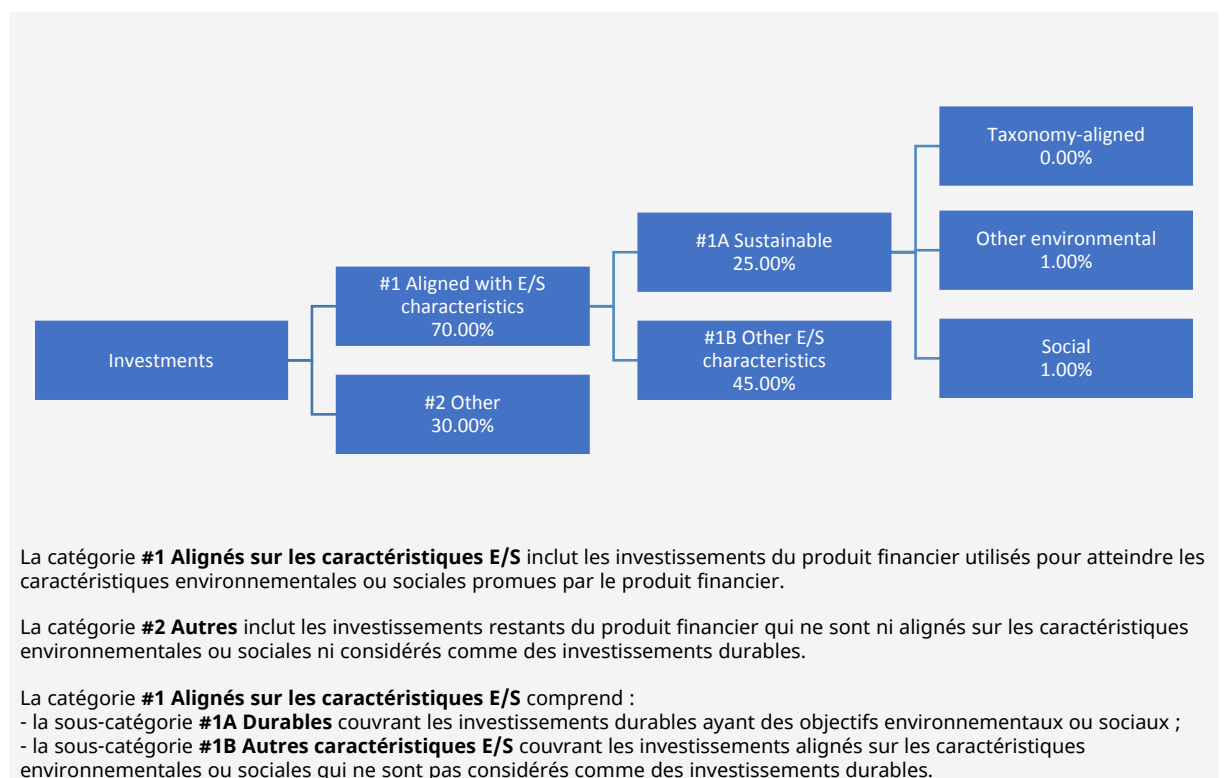 Investments
#1 Aligned with E/S
characteristics
70.00%
#2 Other
30.00%
#1A Sustainable
25.00%
#1B Other E/S
characteristics
45.00%
Taxonomy-aligned
0.00%
Other environmental
1.00%
Social
1.00%
La catégorie #1 Alignés sur les caractéristiques E/S inclut les investissements du produit financier utilisés pour atteindre les
caractéristiques environnementales ou sociales promues par le produit financier.
La catégorie #2 Autres inclut les investissements restants du produit financier qui ne sont ni alignés sur les caractéristiques
environnementales ou sociales ni considérés comme des investissements durables.
La catégorie #1 Alignés sur les caractéristiques E/S comprend :
- la sous-catégorie #1A Durables couvrant les investissements durables ayant des objectifs environnementaux ou sociaux ;
- la sous-catégorie #1B Autres caractéristiques E/S couvrant les investissements alignés sur les caractéristiques
environnementales ou sociales qui ne sont pas considérés comme des investissements durables.